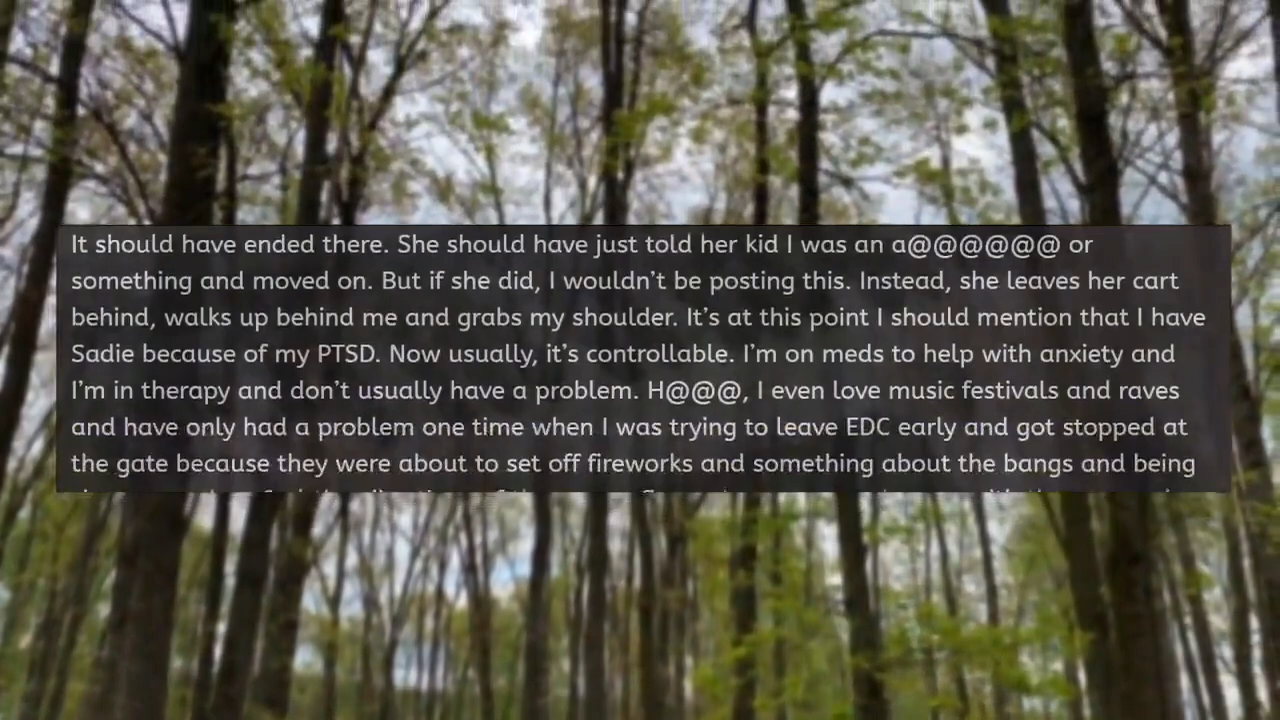 It should have ended there. She should have just told her kid I was an a@@@@@@ or
something and moved on. But if she did, I wouldn’t be posting this. Instead, she leaves her cart
behind, walks up behind me and grabs my shoulder. It’s at this point I should mention that I have
Sadie because of my PTSD. Now usually, it’s controllable. I’m on meds to help with anxiety and
I’m in therapy and don’t usually have a problem. H@@@, I even love music festivals and raves
and have only had a problem one time when I was trying to leave EDC early and got stopped at
the gate because they were about to set off fireworks and something about the bangs and being